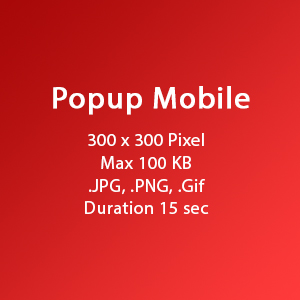 Popup Mobile
300 x 300 Pixel
Max 100 KB
.JPG, .PNG, .Gif
Duration 15 sec